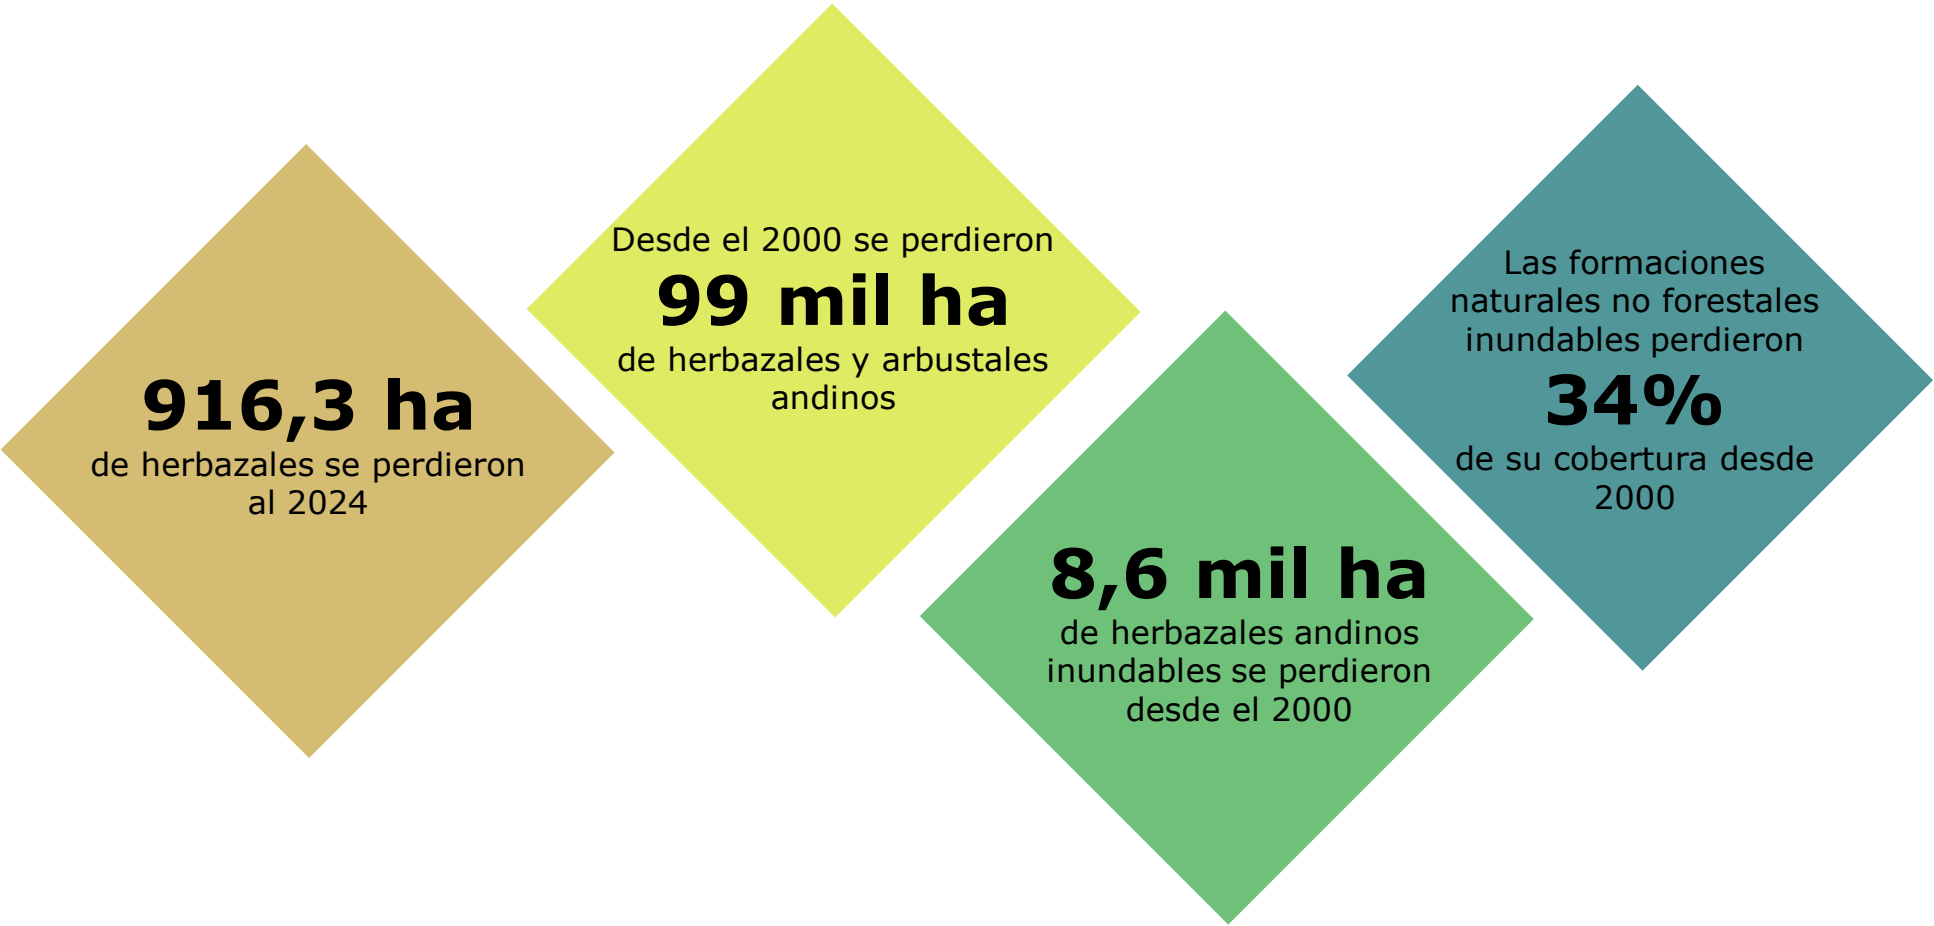 916,3 ha
de herbazales se perdieron
al 2024
Desde el 2000 se perdieron
99 mil ha
de herbazales y arbustales
andinos
8,6 mil ha
de herbazales andinos
inundables se perdieron
desde el 2000
Las formaciones
naturales no forestales
inundables perdieron
34%
de su cobertura desde
2000